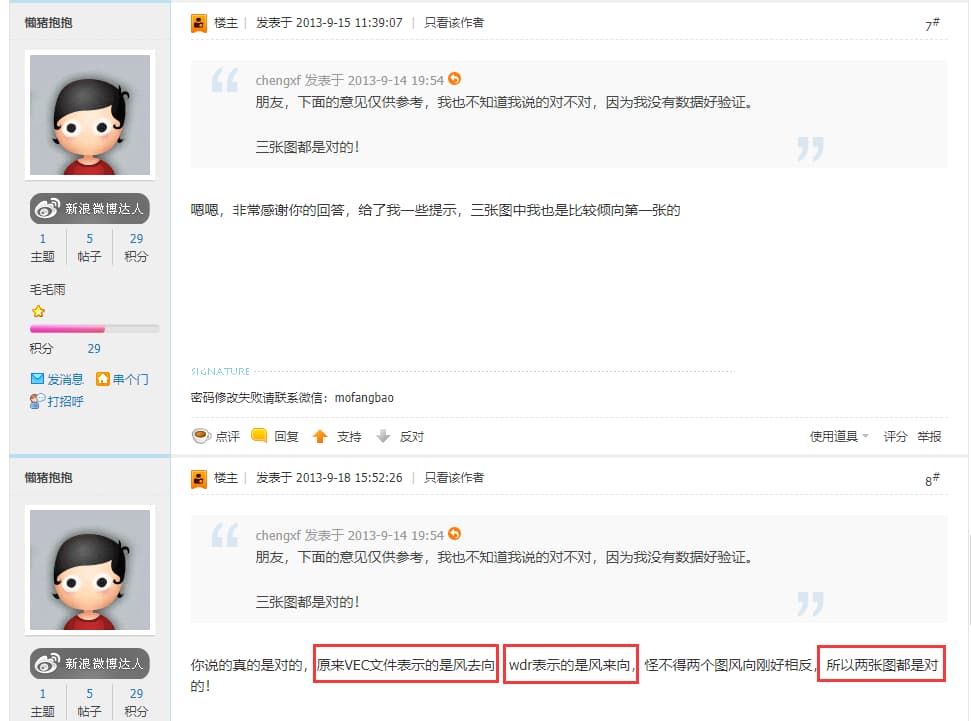 懒猪抱抱
楼主 | 发表于 2013-9-15 11:39:07 | 只看该作者
7#
chengxf 发表于 2013-9-14 19:54
朋友，下面的意见仅供参考，我也不知道我说的对不对，因为我没有数据好验证。
三张图都是对的！
新浪微博达人
嗯嗯，非常感谢你的回答，给了我一些提示，三张图中我也是比较倾向第一张的
1 5 29
主题 帖子 积分
毛毛雨
积分 29
发消息 串个门
打招呼
SIGNATURE
密码修改失败请联系微信：mofangbao
点评 回复 支持 反对 使用道具 评分 举报
懒猪抱抱
楼主 | 发表于 2013-9-18 15:52:26 | 只看该作者
8#
chengxf 发表于 2013-9-14 19:54
朋友，下面的意见仅供参考，我也不知道我说的对不对，因为我没有数据好验证。
三张图都是对的！
新浪微博达人
你说的真的是对的，原来VEC文件表示的是风去向 wdr表示的是风来向，怪不得两个图风向刚好相反，所以两张图都是对
的！
1 5 29
主题 帖子 积分